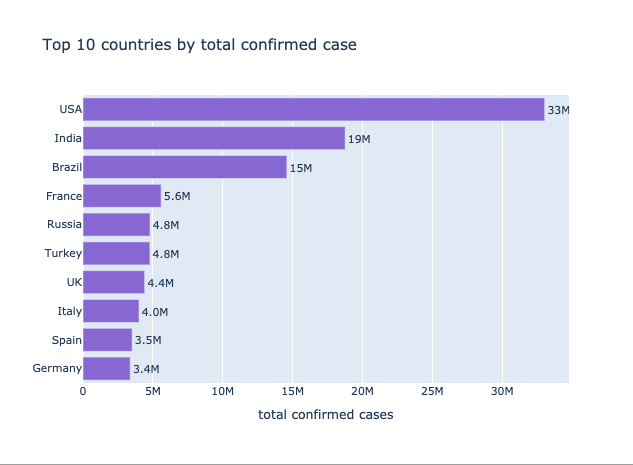 Top 10 countries by total confirmed case
USA 33M
India 19M
Brazil 15M
France 5.6M
Russia 4.8M
Turkey 4.8M
UK 4.4M
Italy 4.0M
Spain 3.5M
Germany 3.4M
0 5M 10M 15M 20M 25M 30M
total confirmed cases